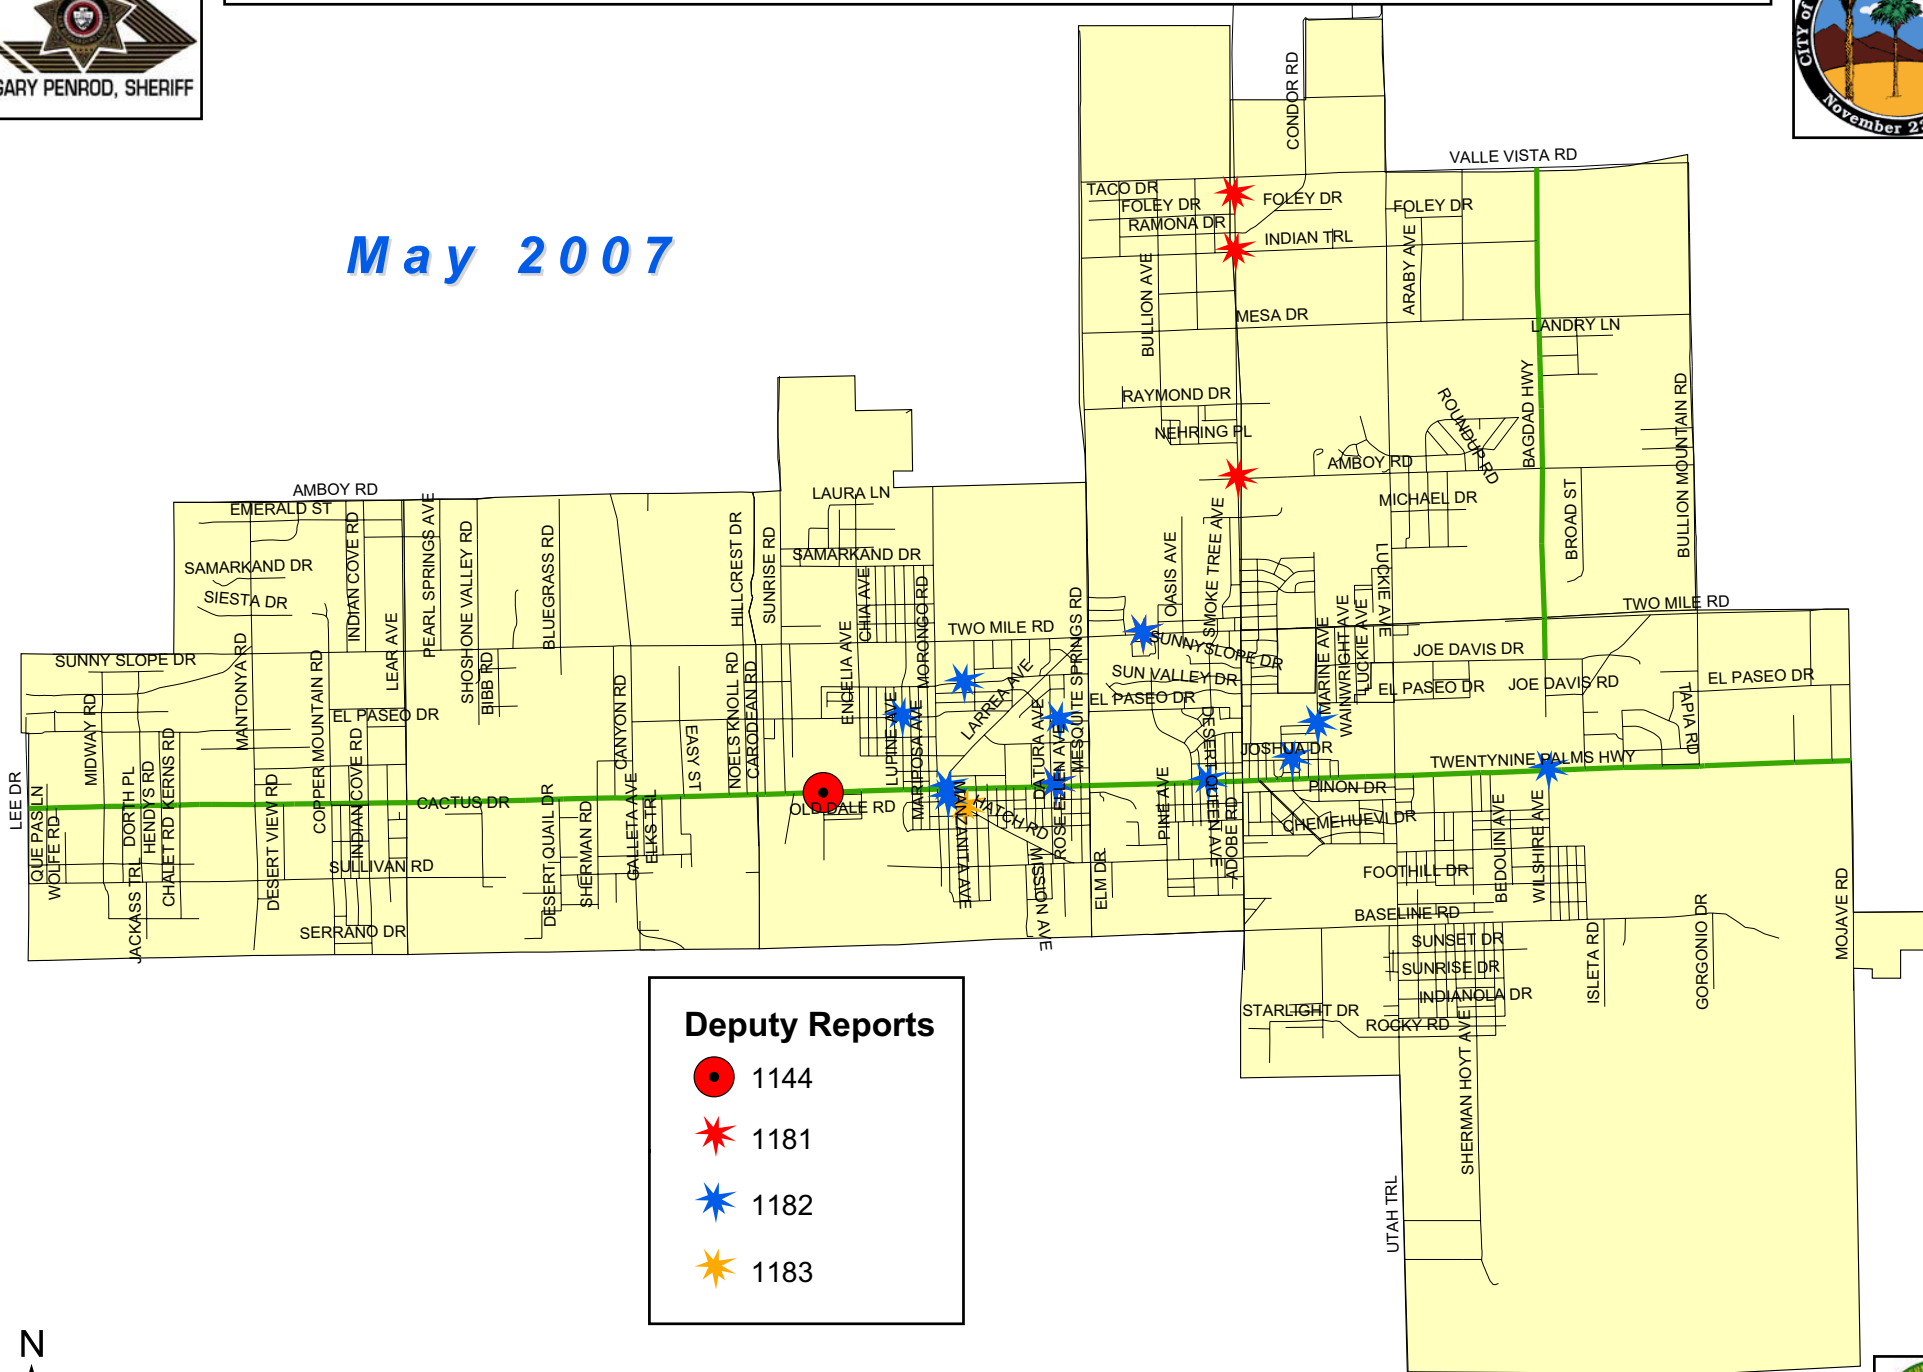 GARY PENROD, SHERIFF
CITY OF
November 23
May 2007
CONDOR RD
VALLE VISTA RD
TACO DR
FOLEY DR
FOLEY DR
FOLEY DR
RAMONA DR
INDIAN TRL
BULLION AVE
ARABY AVE
MESA DR
LANDRY LN
RAYMOND DR
BAGDAD HWY
ROUNDUP RD
BULLION MOUNTAIN RD
NEHRING PL
AMBOY RD
MICHAEL DR
BROAD ST
AMBOY RD
EMERALD ST
LAURA LN
INDIAN COVE RD
PEARL SPRINGS AVE
SHOSHONE VALLEY RD
BLUEGRASS RD
HILLCREST DR
SUNRISE RD
SAMARKAND DR
SAMARKAND DR
SIESTA DR
CHIA AVE
MORONGO RD
OASIS AVE
SMOKE TREE AVE
LUCKIE AVE
TWO MILE RD
TWO MILE RD
MESQUITE SPRINGS RD
SUNNYSLOPE DR
MARINE AVE
WAINWRIGHT AVE
LUCKIE AVE
JOE DAVIS DR
SUNNY SLOPE DR
MANTONYA RD
LEAR AVE
BIBB RD
ENCELIA AVE
LARREA AVE
SUN VALLEY DR
EL PASEO DR
EL PASEO DR
JOE DAVIS RD
EL PASEO DR
TAPIA RD
MIDWAY RD
COPPER MOUNTAIN RD
EL PASEO DR
CANYON RD
EASY ST
NOELS KNOLL RD
CARODEAN RD
LUPINE AVE
MARIPOSA AVE
DATURA AVE
ROSE ELLEN AVE
DESERT QUEEN AVE
JOSHUA DR
TWENTYNINE PALMS HWY
LEE DR
QUE PAS LN
WOLFE RD
DORTH PL
HENDYS RD
CHALET RD KERNS RD
DESERT VIEW RD
INDIAN COVE RD
CACTUS DR
DESERT QUAIL DR
SHERMAN RD
GALLETA AVE
ELKS TRL
OLD DALE RD
MANZANITA AVE
HATCH RD
PINE AVE
ADOBE RD
PINON DR
CHEMEHUEVI DR
BEDOUIN AVE
WILSHIRE AVE
SULLIVAN RD
MISSION AVE
ELM DR
FOOTHILL DR
JACKASS TRL
SERRANO DR
BASELINE RD
SUNSET DR
SUNRISE DR
INDIANOLA DR
ISLETA RD
GORGONIO DR
MOJAVE RD
STARLIGHT DR
ROCKY RD
SHERMAN HOYT AVE
UTAH TRL
Deputy Reports
1144
1181
1182
1183
N